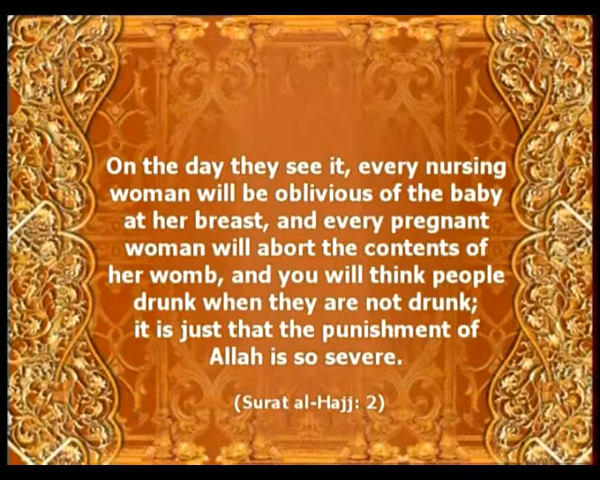 On the day they see it, every nursing
woman will be oblivious of the baby
at her breast, and every pregnant
woman will abort the contents of
her womb, and you will think people
drunk when they are not drunk;
it is just that the punishment of
Allah is so severe.
(Surat al-Hajj: 2)